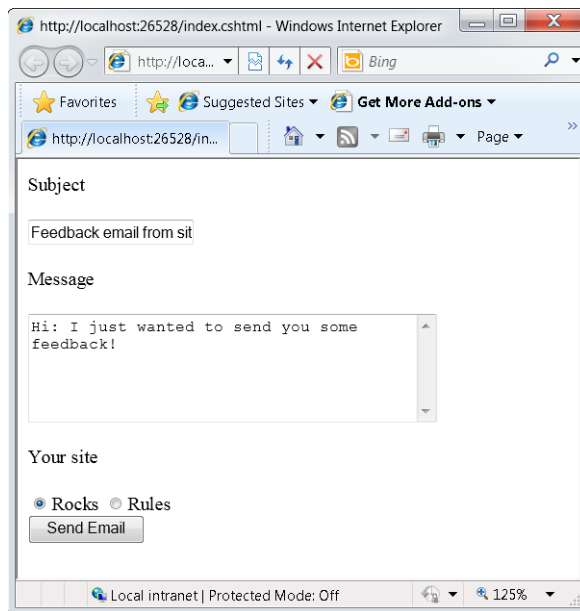 http://localhost:26528/index.cshtml - Windows Internet Explorer
http://loca...
Bing
Favorites
Suggested Sites
Get More Add-ons
http://localhost:26528/in...
Page
Subject
Feedback email from sit
Message
Hi: I just wanted to send you some
feedback!
Your site
Rocks Rules
Send Email
Local intranet | Protected Mode: Off
125%